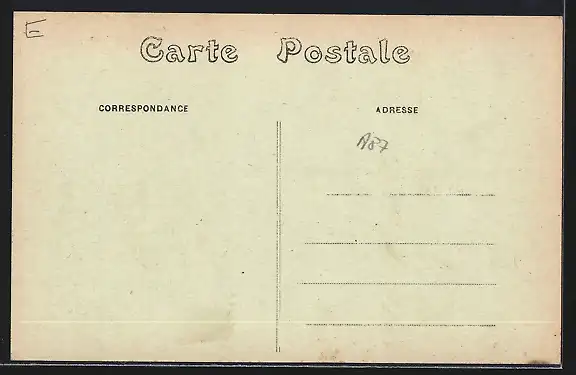 E
Carte Postale
CORRESPONDANCE
ADRESSE
A87